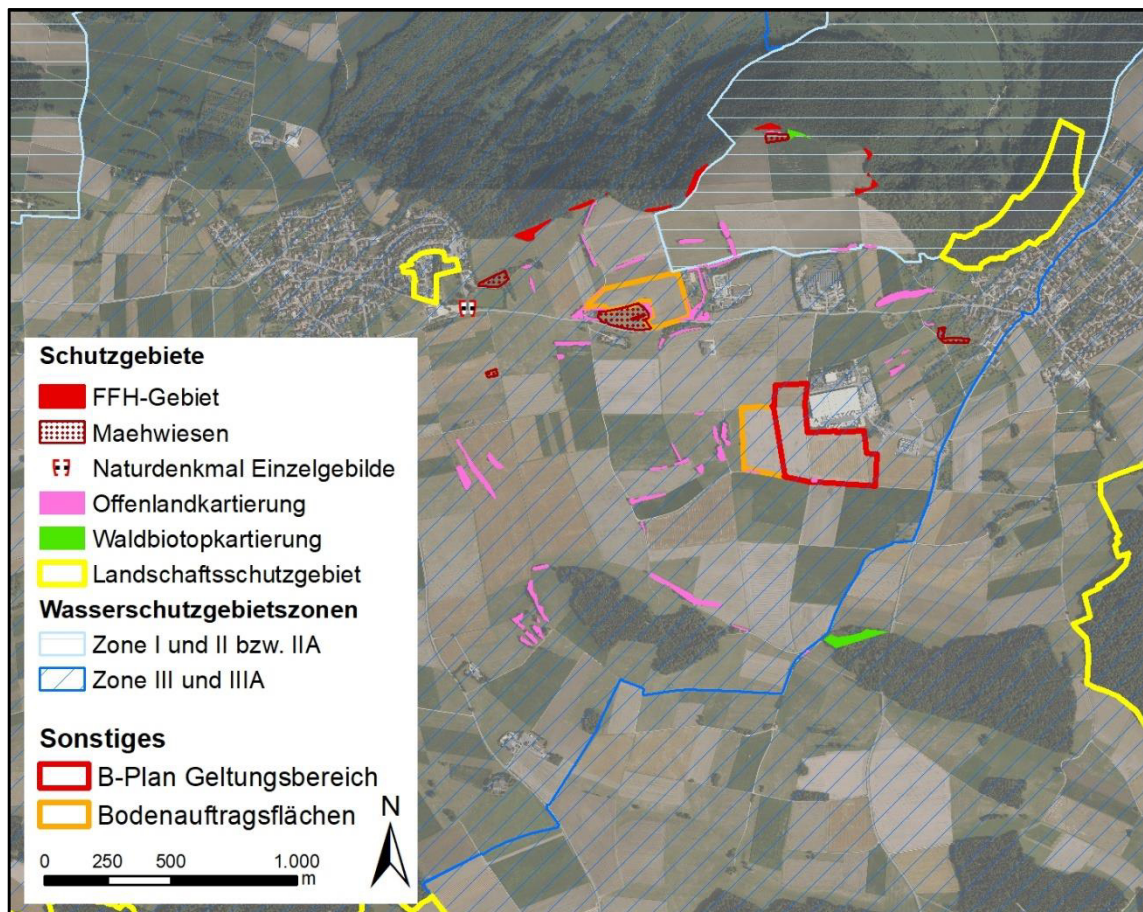 Schutzgebiete
FFH-Gebiet
Maehwiesen
Naturdenkmal Einzelgebilde
Offenlandkartierung
Waldbiotopkartierung
Landschaftsschutzgebiet
Wasserschutzgebietszonen
Zone I und II bzw. IIA
Zone III und IIIA
Sonstiges
B-Plan Geltungsbereich
Bodenauftragsflächen
N
0 250 500 1.000
m